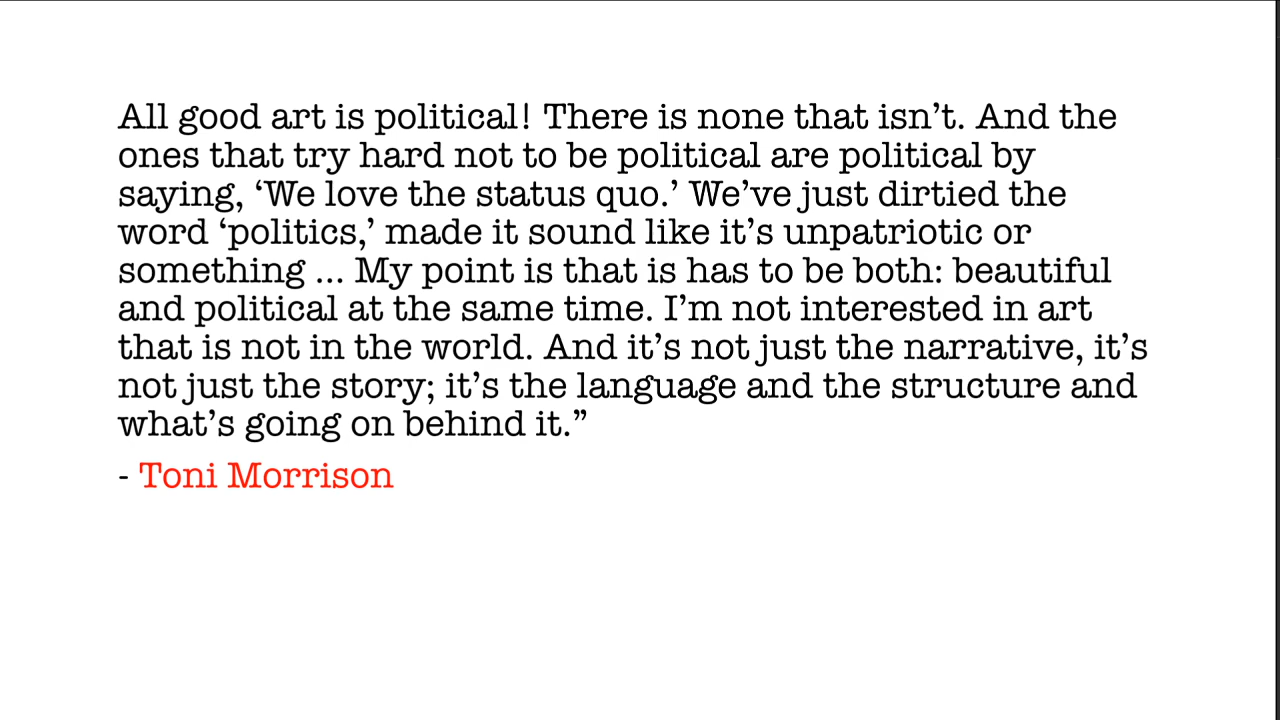 All good art is political! There is none that isn’t. And the
ones that try hard not to be political are political by
saying, ‘We love the status quo.’ We’ve just dirtied the
word ‘politics,’ made it sound like it’s unpatriotic or
something ... My point is that is has to be both: beautiful
and political at the same time. I’m not interested in art
that is not in the world. And it’s not just the narrative, it’s
not just the story; it’s the language and the structure and
what’s going on behind it.”
- Toni Morrison